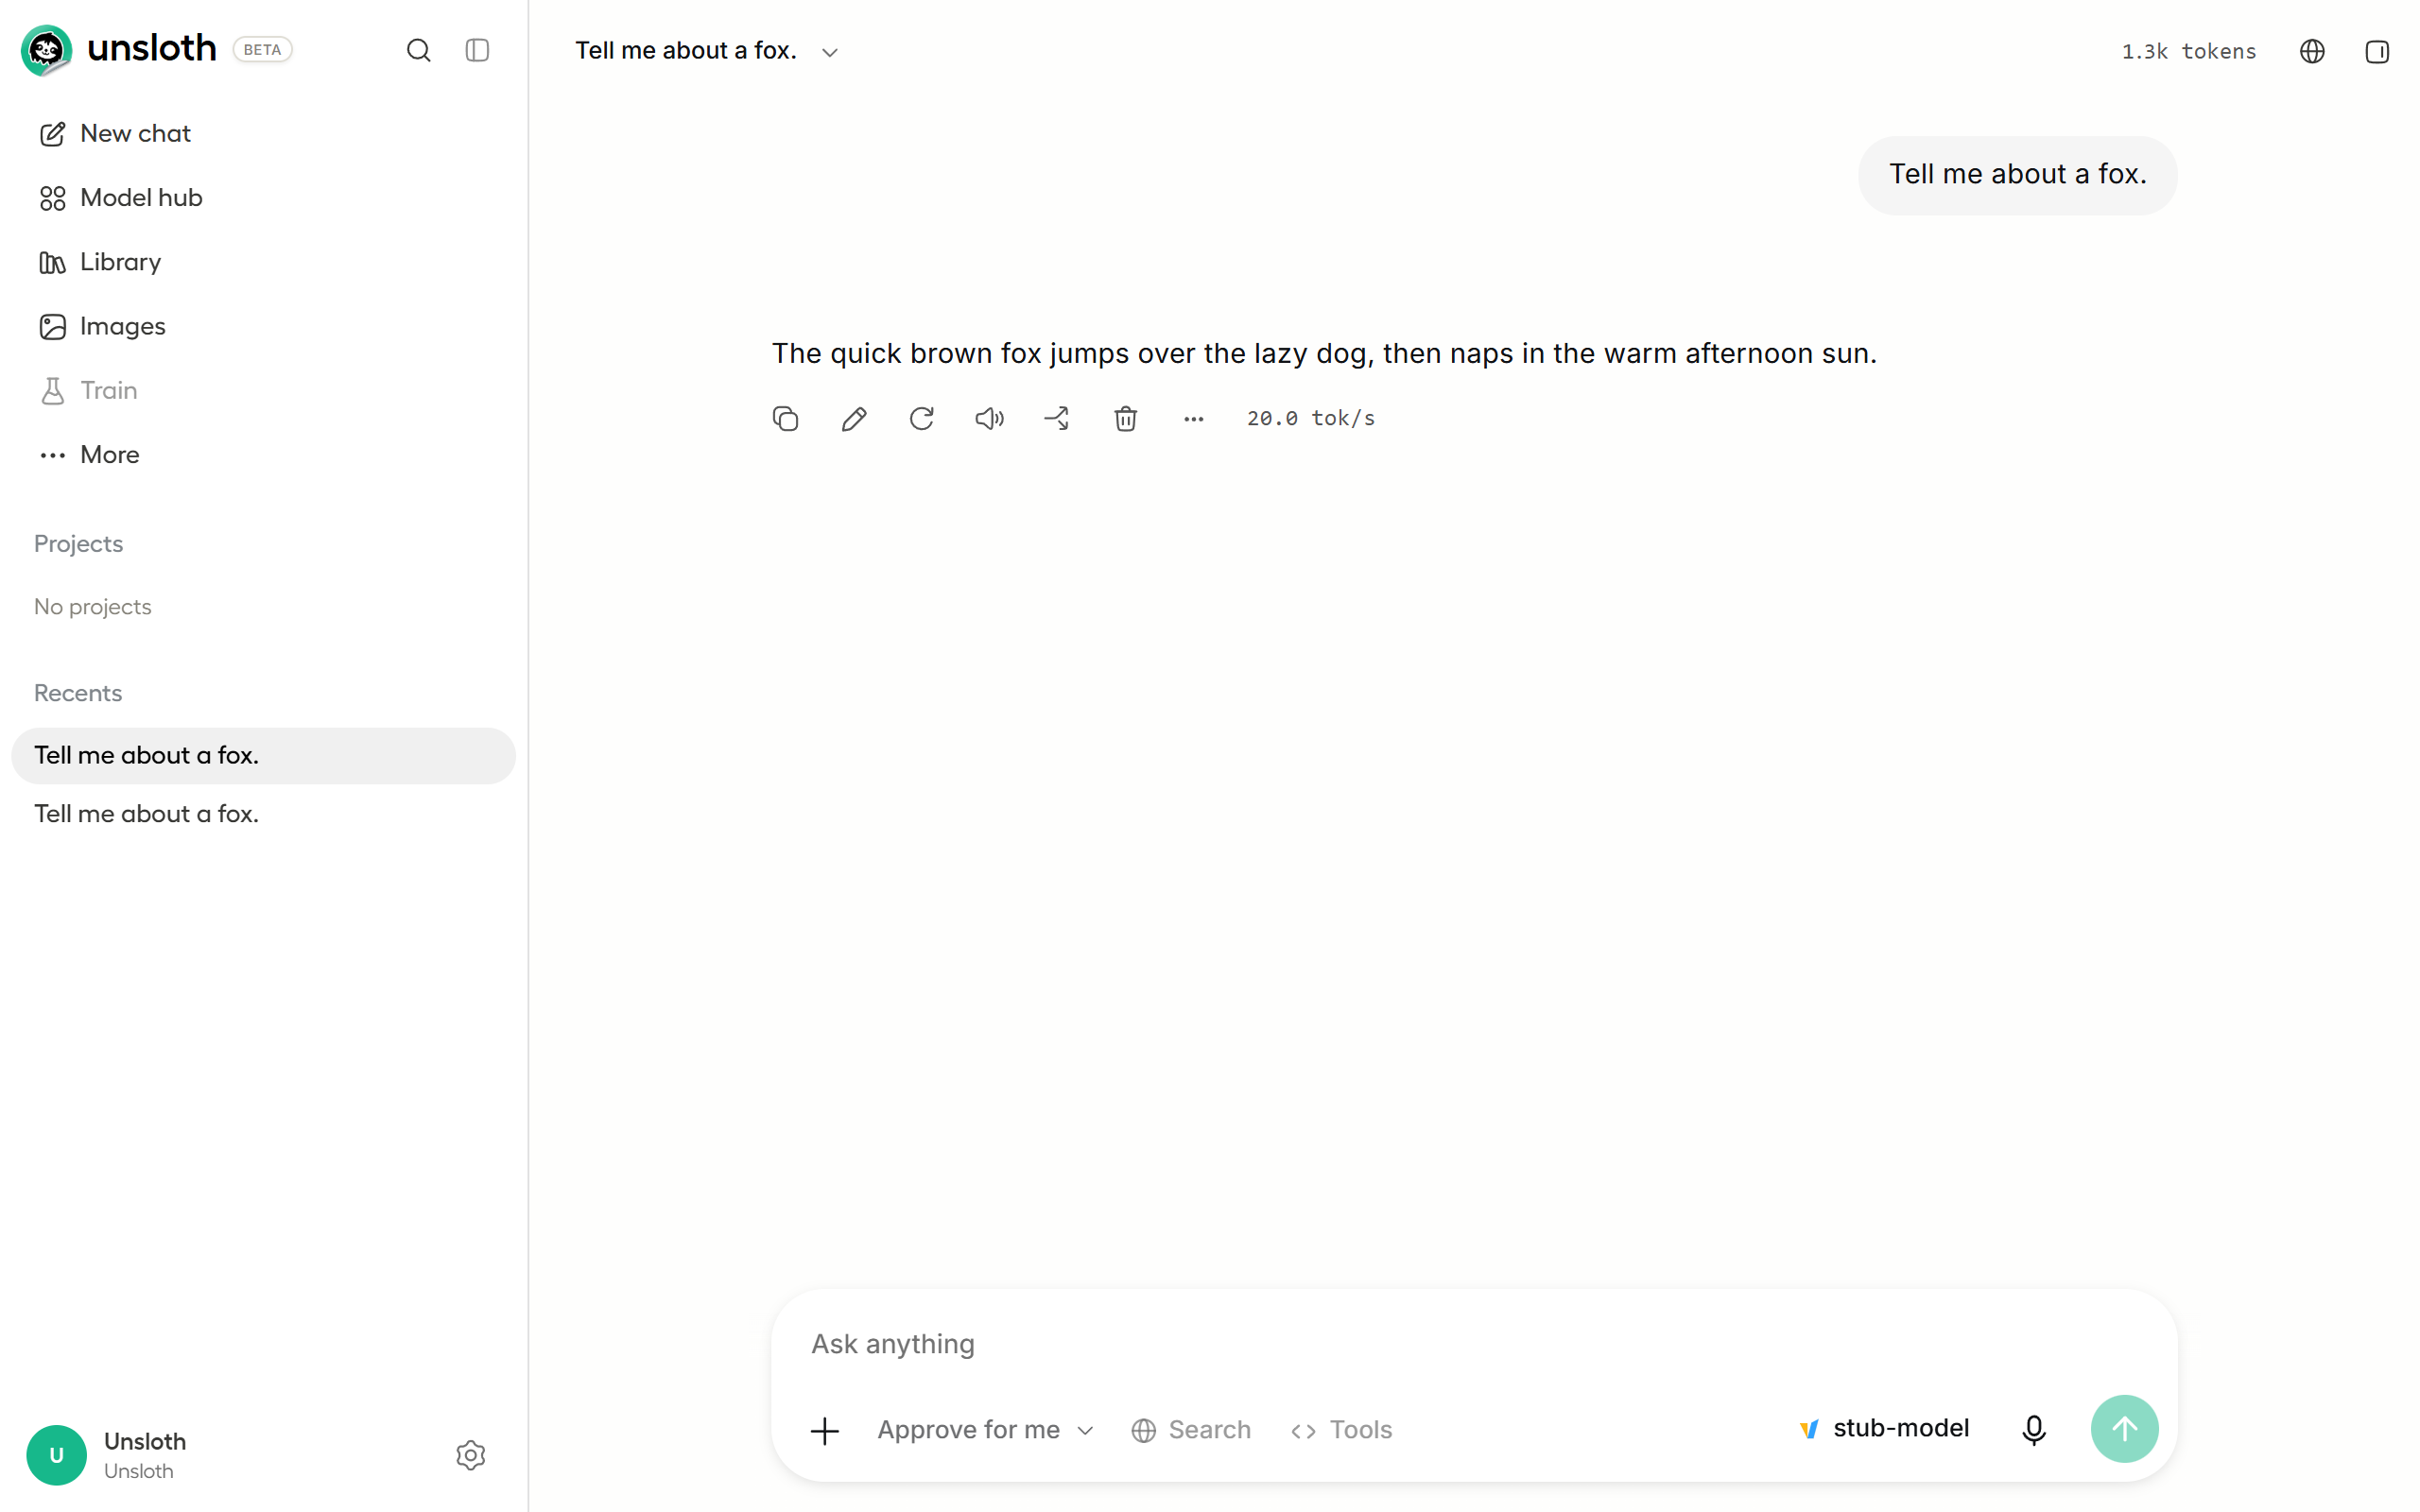 unsloth BETA
New chat
Model hub
Library
Images
Train
More
Projects
No projects
Recents
Tell me about a fox.
Tell me about a fox.
U
Unsloth
Unsloth
Tell me about a fox.
1.3k tokens
Tell me about a fox.
The quick brown fox jumps over the lazy dog, then naps in the warm afternoon sun.
20.0 tok/s
Ask anything
Approve for me Search Tools stub-model